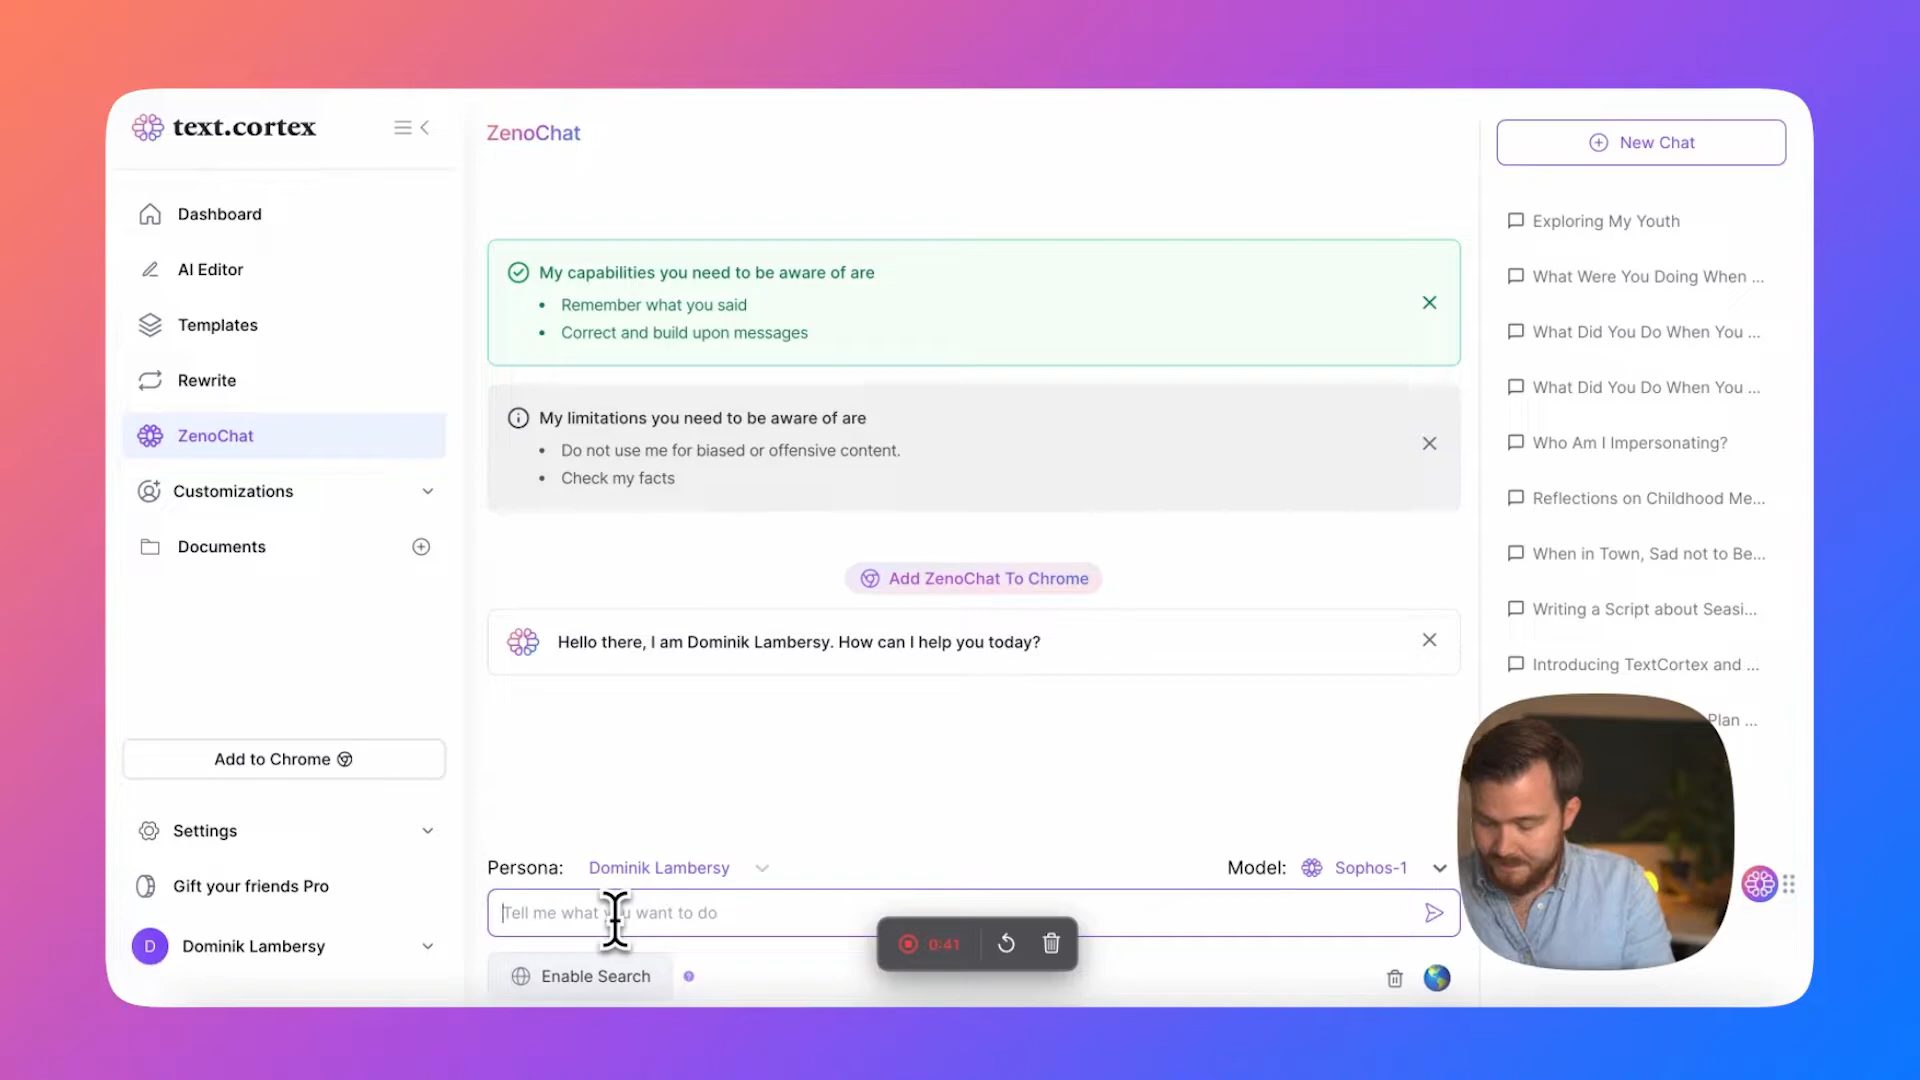 text.cortex
Dashboard
AI Editor
Templates
Rewrite
ZenoChat
Customizations
Documents
Add to Chrome
Settings
Gift your friends Pro
D
Dominik Lambersy
ZenoChat
My capabilities you need to be aware of are
• Remember what you said
• Correct and build upon messages
My limitations you need to be aware of are
• Do not use me for biased or offensive content.
• Check my facts
Add ZenoChat To Chrome
Hello there, I am Dominik Lambersy. How can I help you today?
Persona: Dominik Lambersy
Model: Sophos-1
Tell me what you want to do
0:41
Enable Search
?
New Chat
Exploring My Youth
What Were You Doing When ...
What Did You Do When You ...
What Did You Do When You ...
Who Am I Impersonating?
Reflections on Childhood Me...
When in Town, Sad not to Be...
Writing a Script about Seasi...
Introducing TextCortex and ...
Plan ...